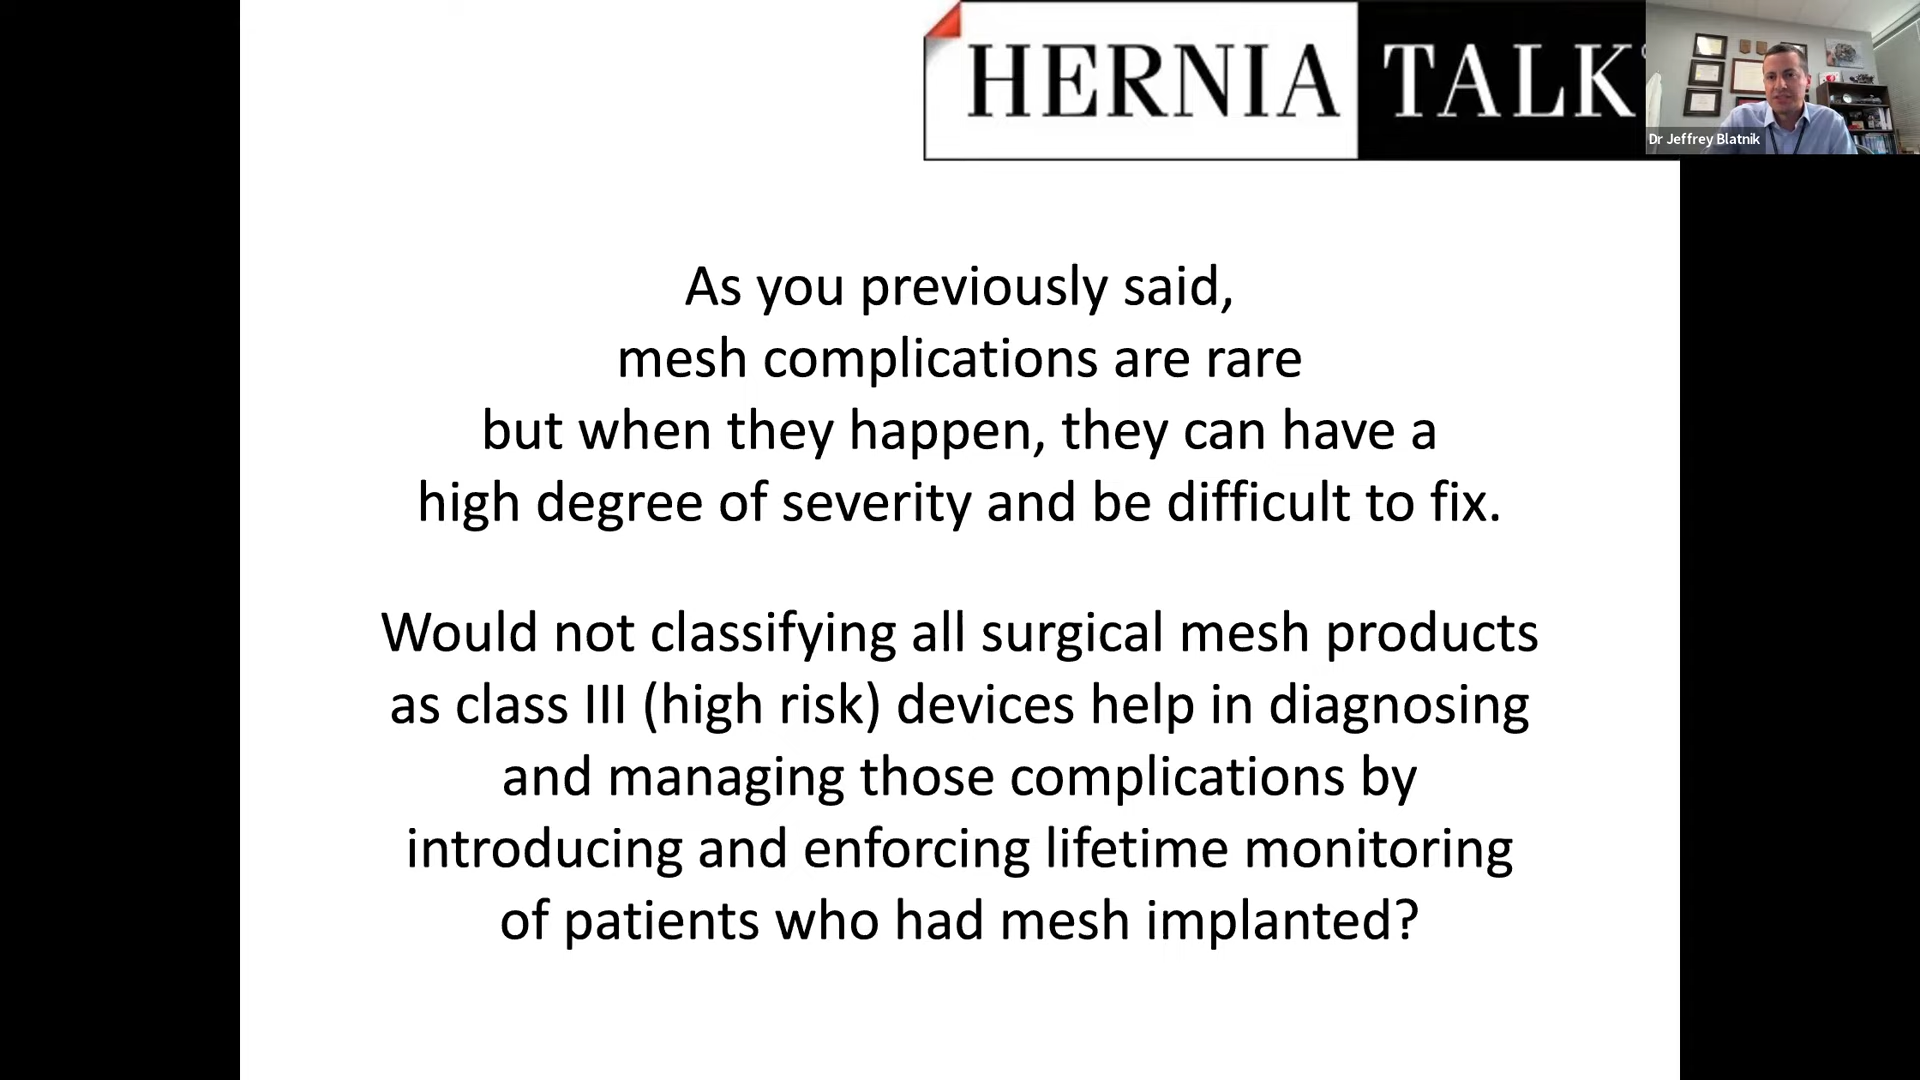 HERNIA TALK
Dr Jeffrey Blatnik
As you previously said,
mesh complications are rare
but when they happen, they can have a
high degree of severity and be difficult to fix.
Would not classifying all surgical mesh products
as class III (high risk) devices help in diagnosing
and managing those complications by
introducing and enforcing lifetime monitoring
of patients who had mesh implanted?